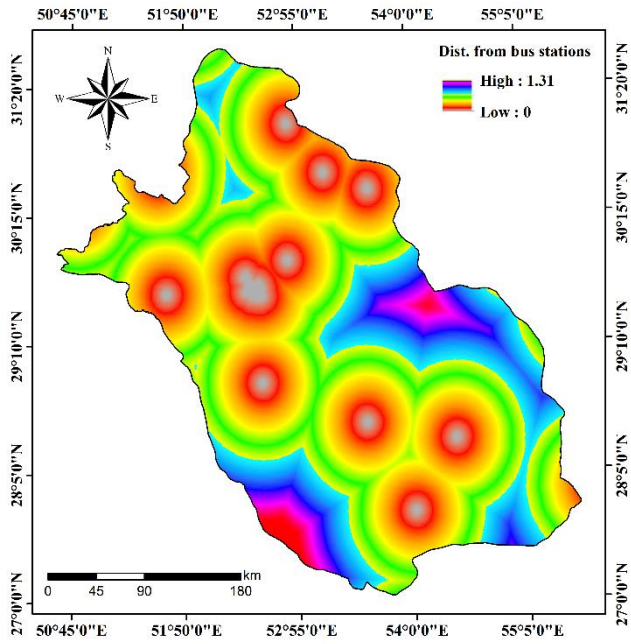 50°45'0"E 51°50'0"E 52°55'0"E 54°0'0"E 55°5'0"E
Dist. from bus stations
High : 1.31
Low : 0
N
W E
S
31°20'0"N 31°20'0"N
30°15'0"N 30°15'0"N
29°10'0"N 29°10'0"N
28°5'0"N 28°5'0"N
27°0'0"N 27°0'0"N
km
0 45 90 180
50°45'0"E 51°50'0"E 52°55'0"E 54°0'0"E 55°5'0"E